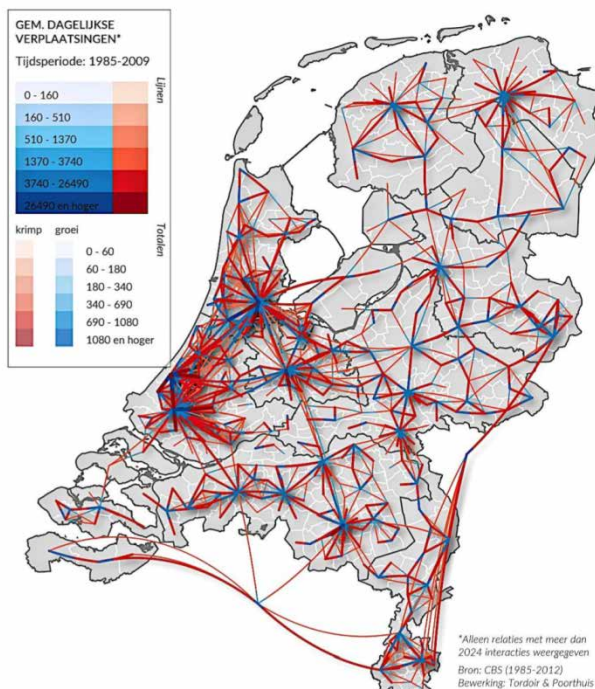 GEM. DAGELIJKSE
VERPLAATSINGEN*
Tijdsperiode: 1985-2009
Lijnen
0 - 160
160 - 510
510 - 1370
1370 - 3740
3740 - 26490
26490 en hoger
Totalen
krimp groei
0 - 60
60 - 180
180 - 340
340 - 690
690 - 1080
1080 en hoger
*Alleen relaties met meer dan
2024 interacties weergegeven
Bron: CBS (1985-2012)
Bewerking: Tordoir & Poorthuis